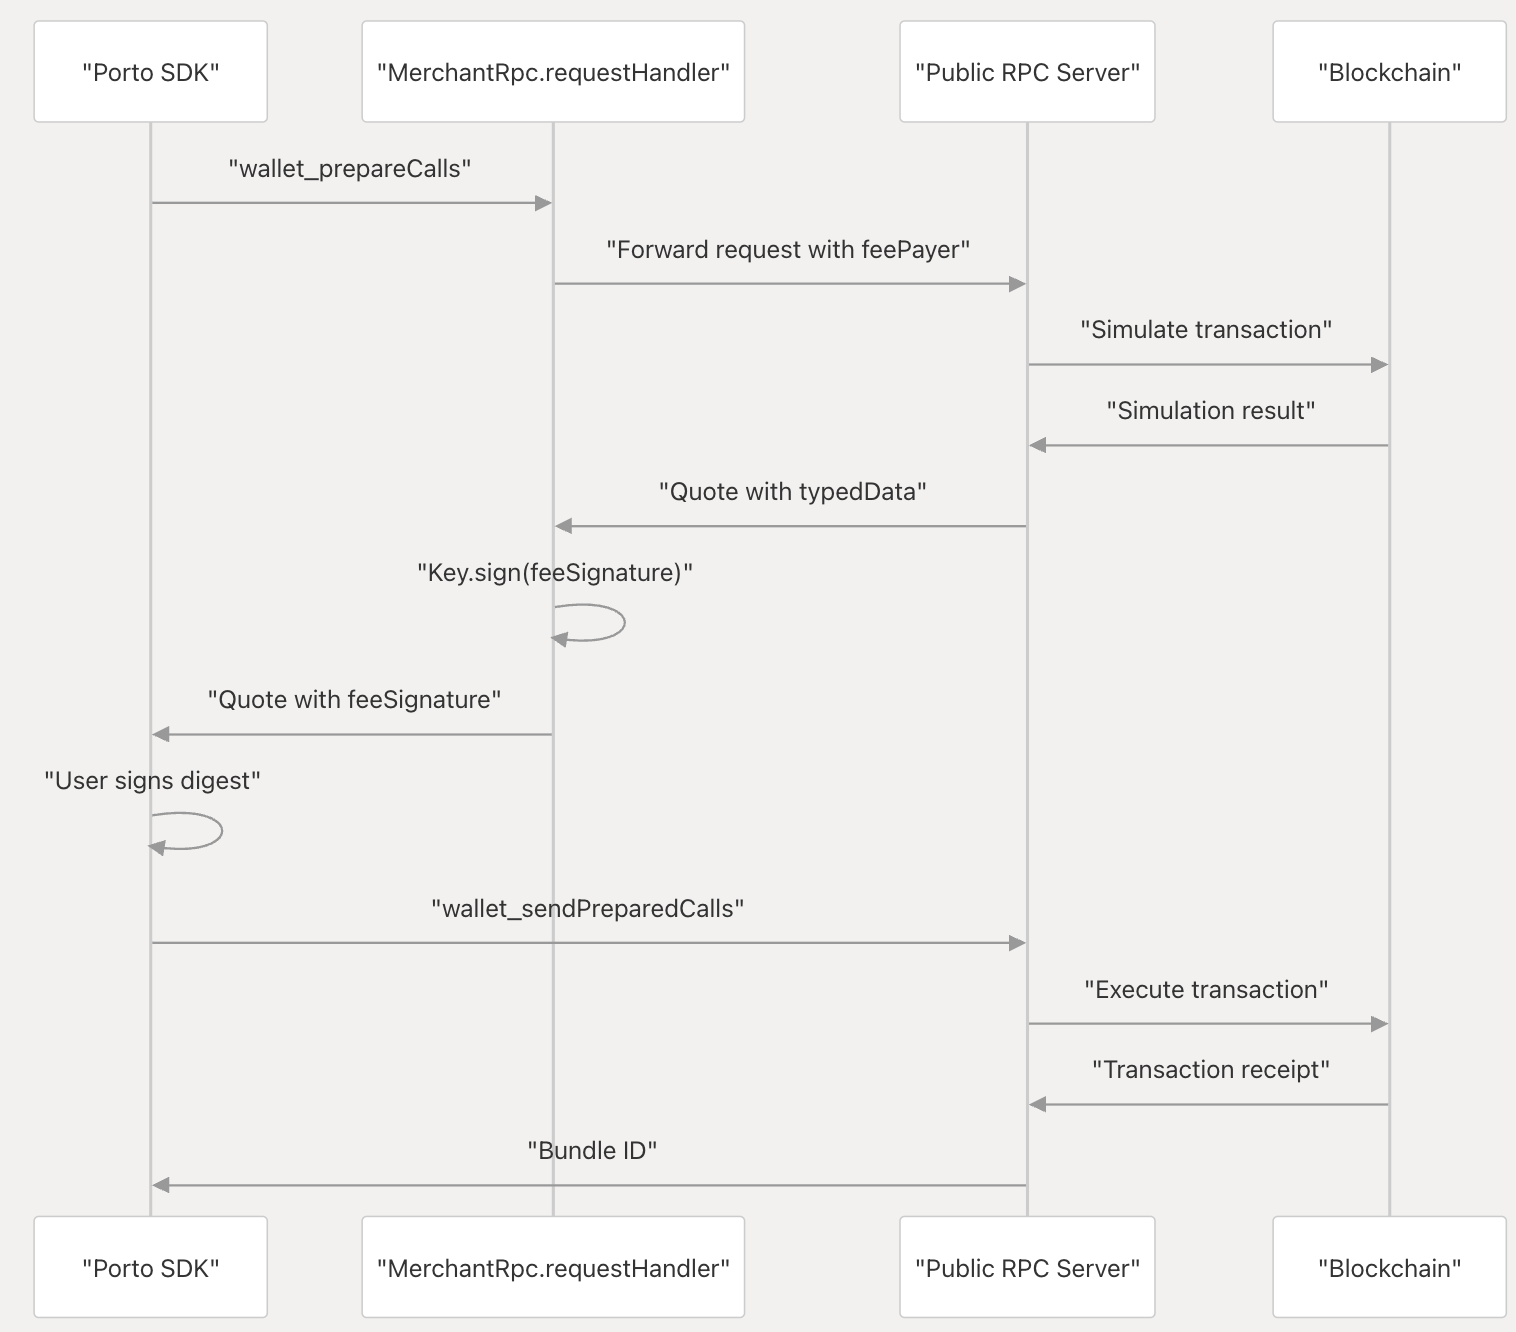 "Porto SDK"
"MerchantRpc.requestHandler"
"Public RPC Server"
"Blockchain"
"wallet_prepareCalls"
"Forward request with feePayer"
"Simulate transaction"
"Simulation result"
"Quote with typedData"
"Key.sign(feeSignature)"
"Quote with feeSignature"
"User signs digest"
"wallet_sendPreparedCalls"
"Execute transaction"
"Transaction receipt"
"Bundle ID"
"Porto SDK"
"MerchantRpc.requestHandler"
"Public RPC Server"
"Blockchain"